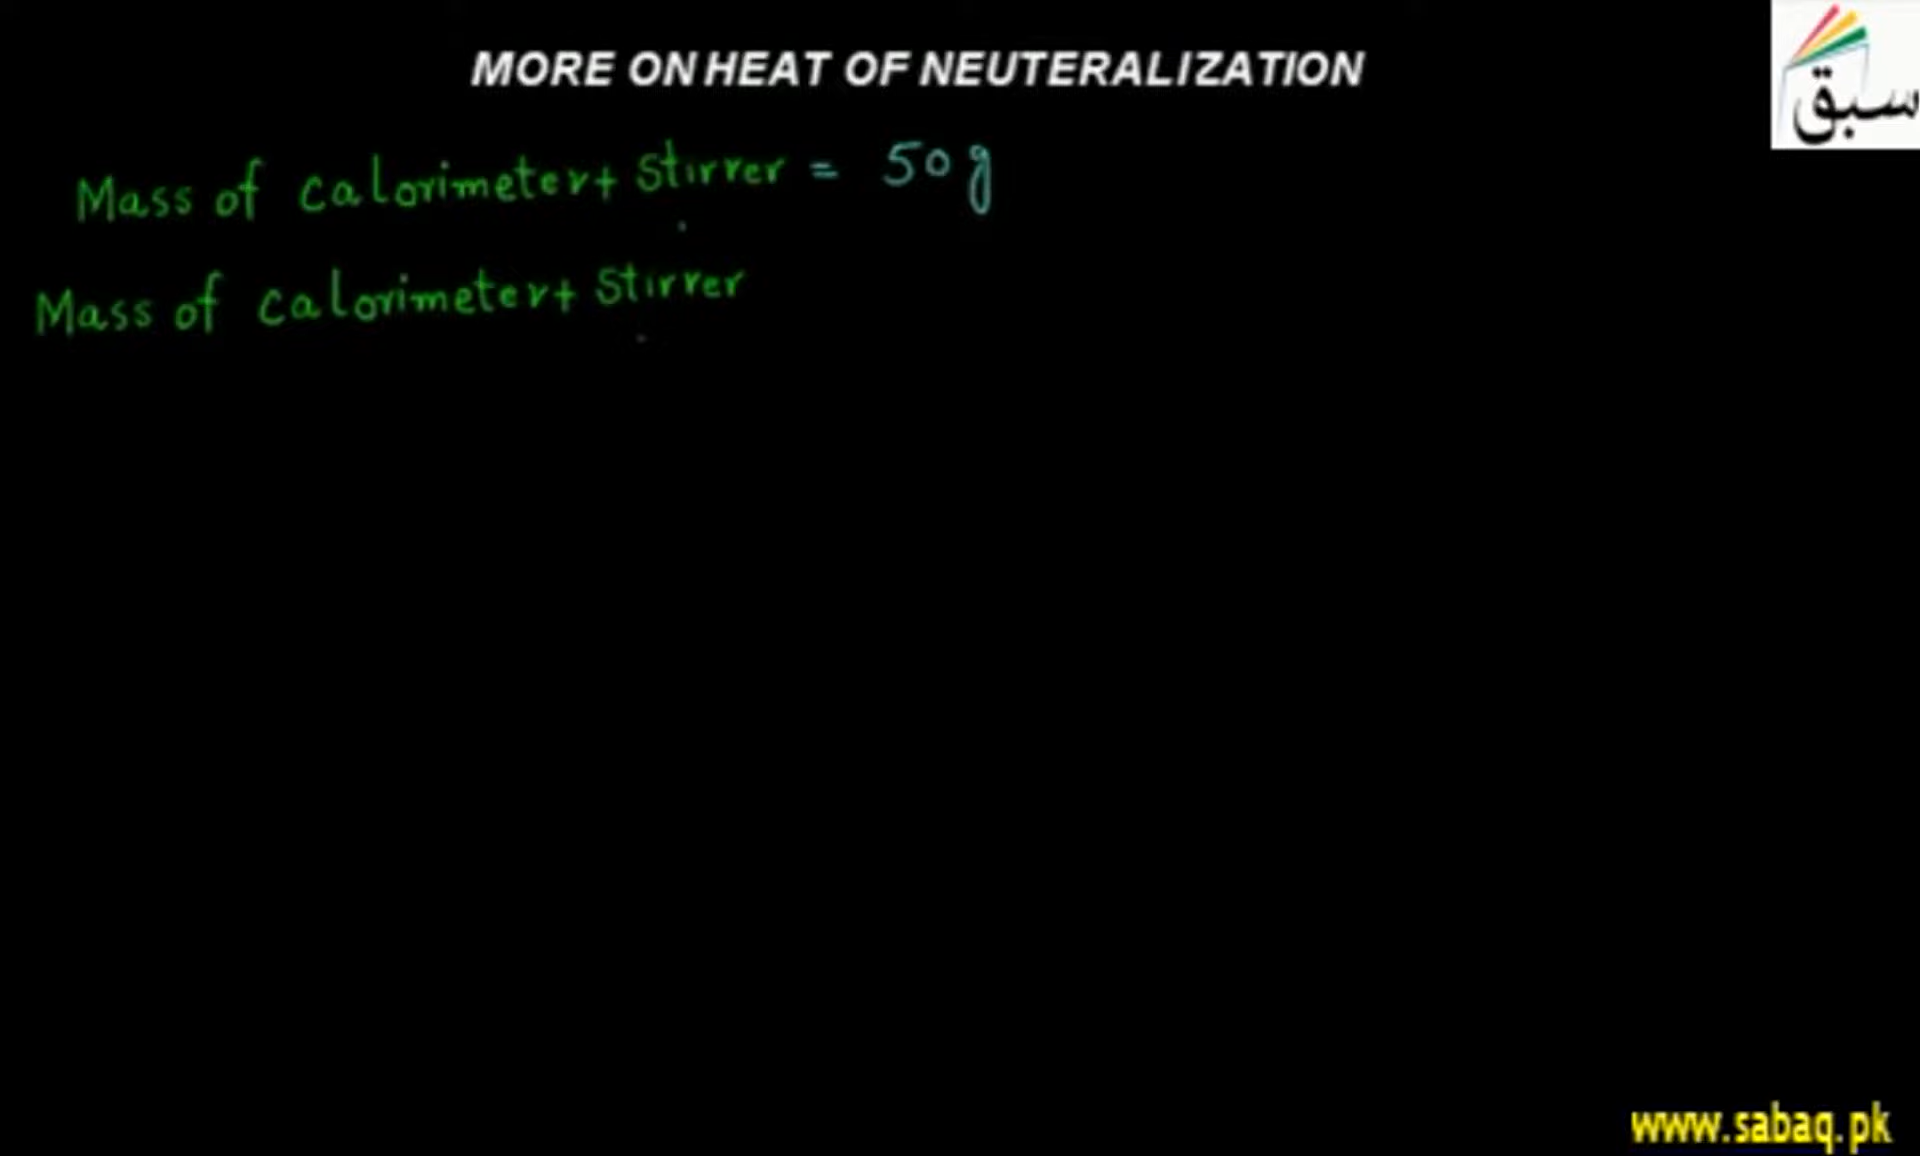 MORE ON HEAT OF NEUTERALIZATION
سبق
Mass of calorimeter+ Stirrer = 50g
Mass of calorimeter+ Stirrer
www.sabaq.pk